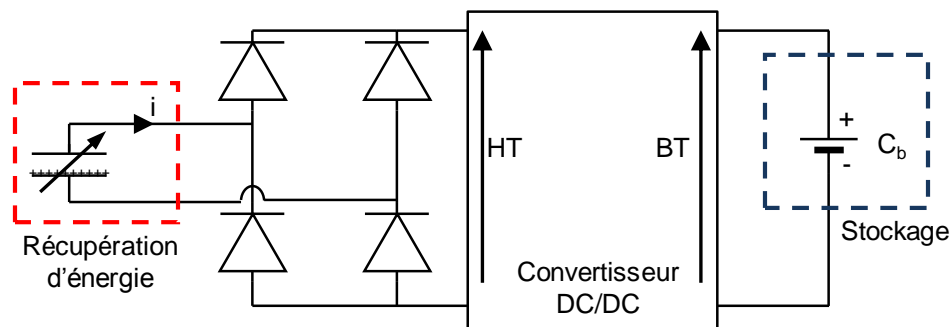 i
HT
BT
+
-
C_b
Récupération
d'énergie
Convertisseur
DC/DC
Stockage